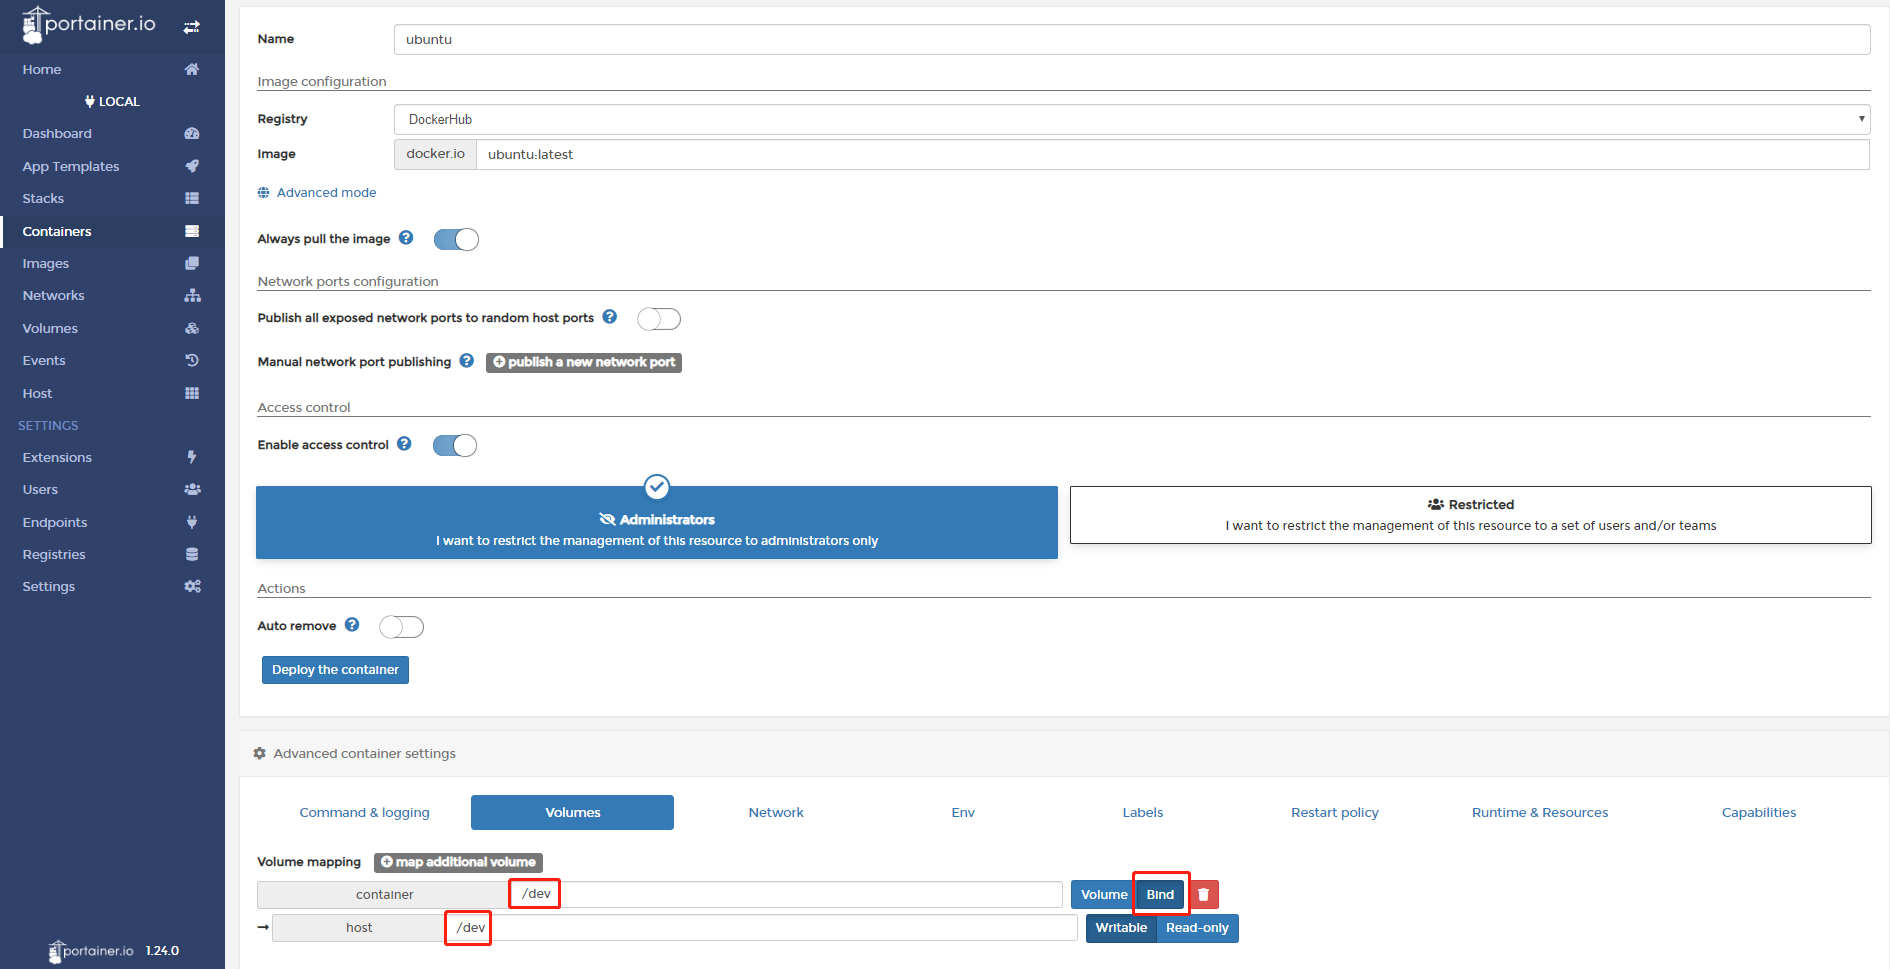 portainer.io
Home
LOCAL
Dashboard
App Templates
Stacks
Containers
Images
Networks
Volumes
Events
Host
SETTINGS
Extensions
Users
Endpoints
Registries
Settings
portainer.io 1.24.0
Name ubuntu
Image configuration
Registry DockerHub
Image docker.io ubuntu:latest
Advanced mode
Always pull the image
Network ports configuration
Publish all exposed network ports to random host ports
Manual network port publishing publish a new network port
Access control
Enable access control
Administrators
I want to restrict the management of this resource to administrators only
Restricted
I want to restrict the management of this resource to a set of users and/or teams
Actions
Auto remove
Deploy the container
Advanced container settings
Command & logging Volumes Network Env Labels Restart policy Runtime & Resources Capabilities
Volume mapping map additional volume
container /dev Volume Bind
host /dev Writable Read-only